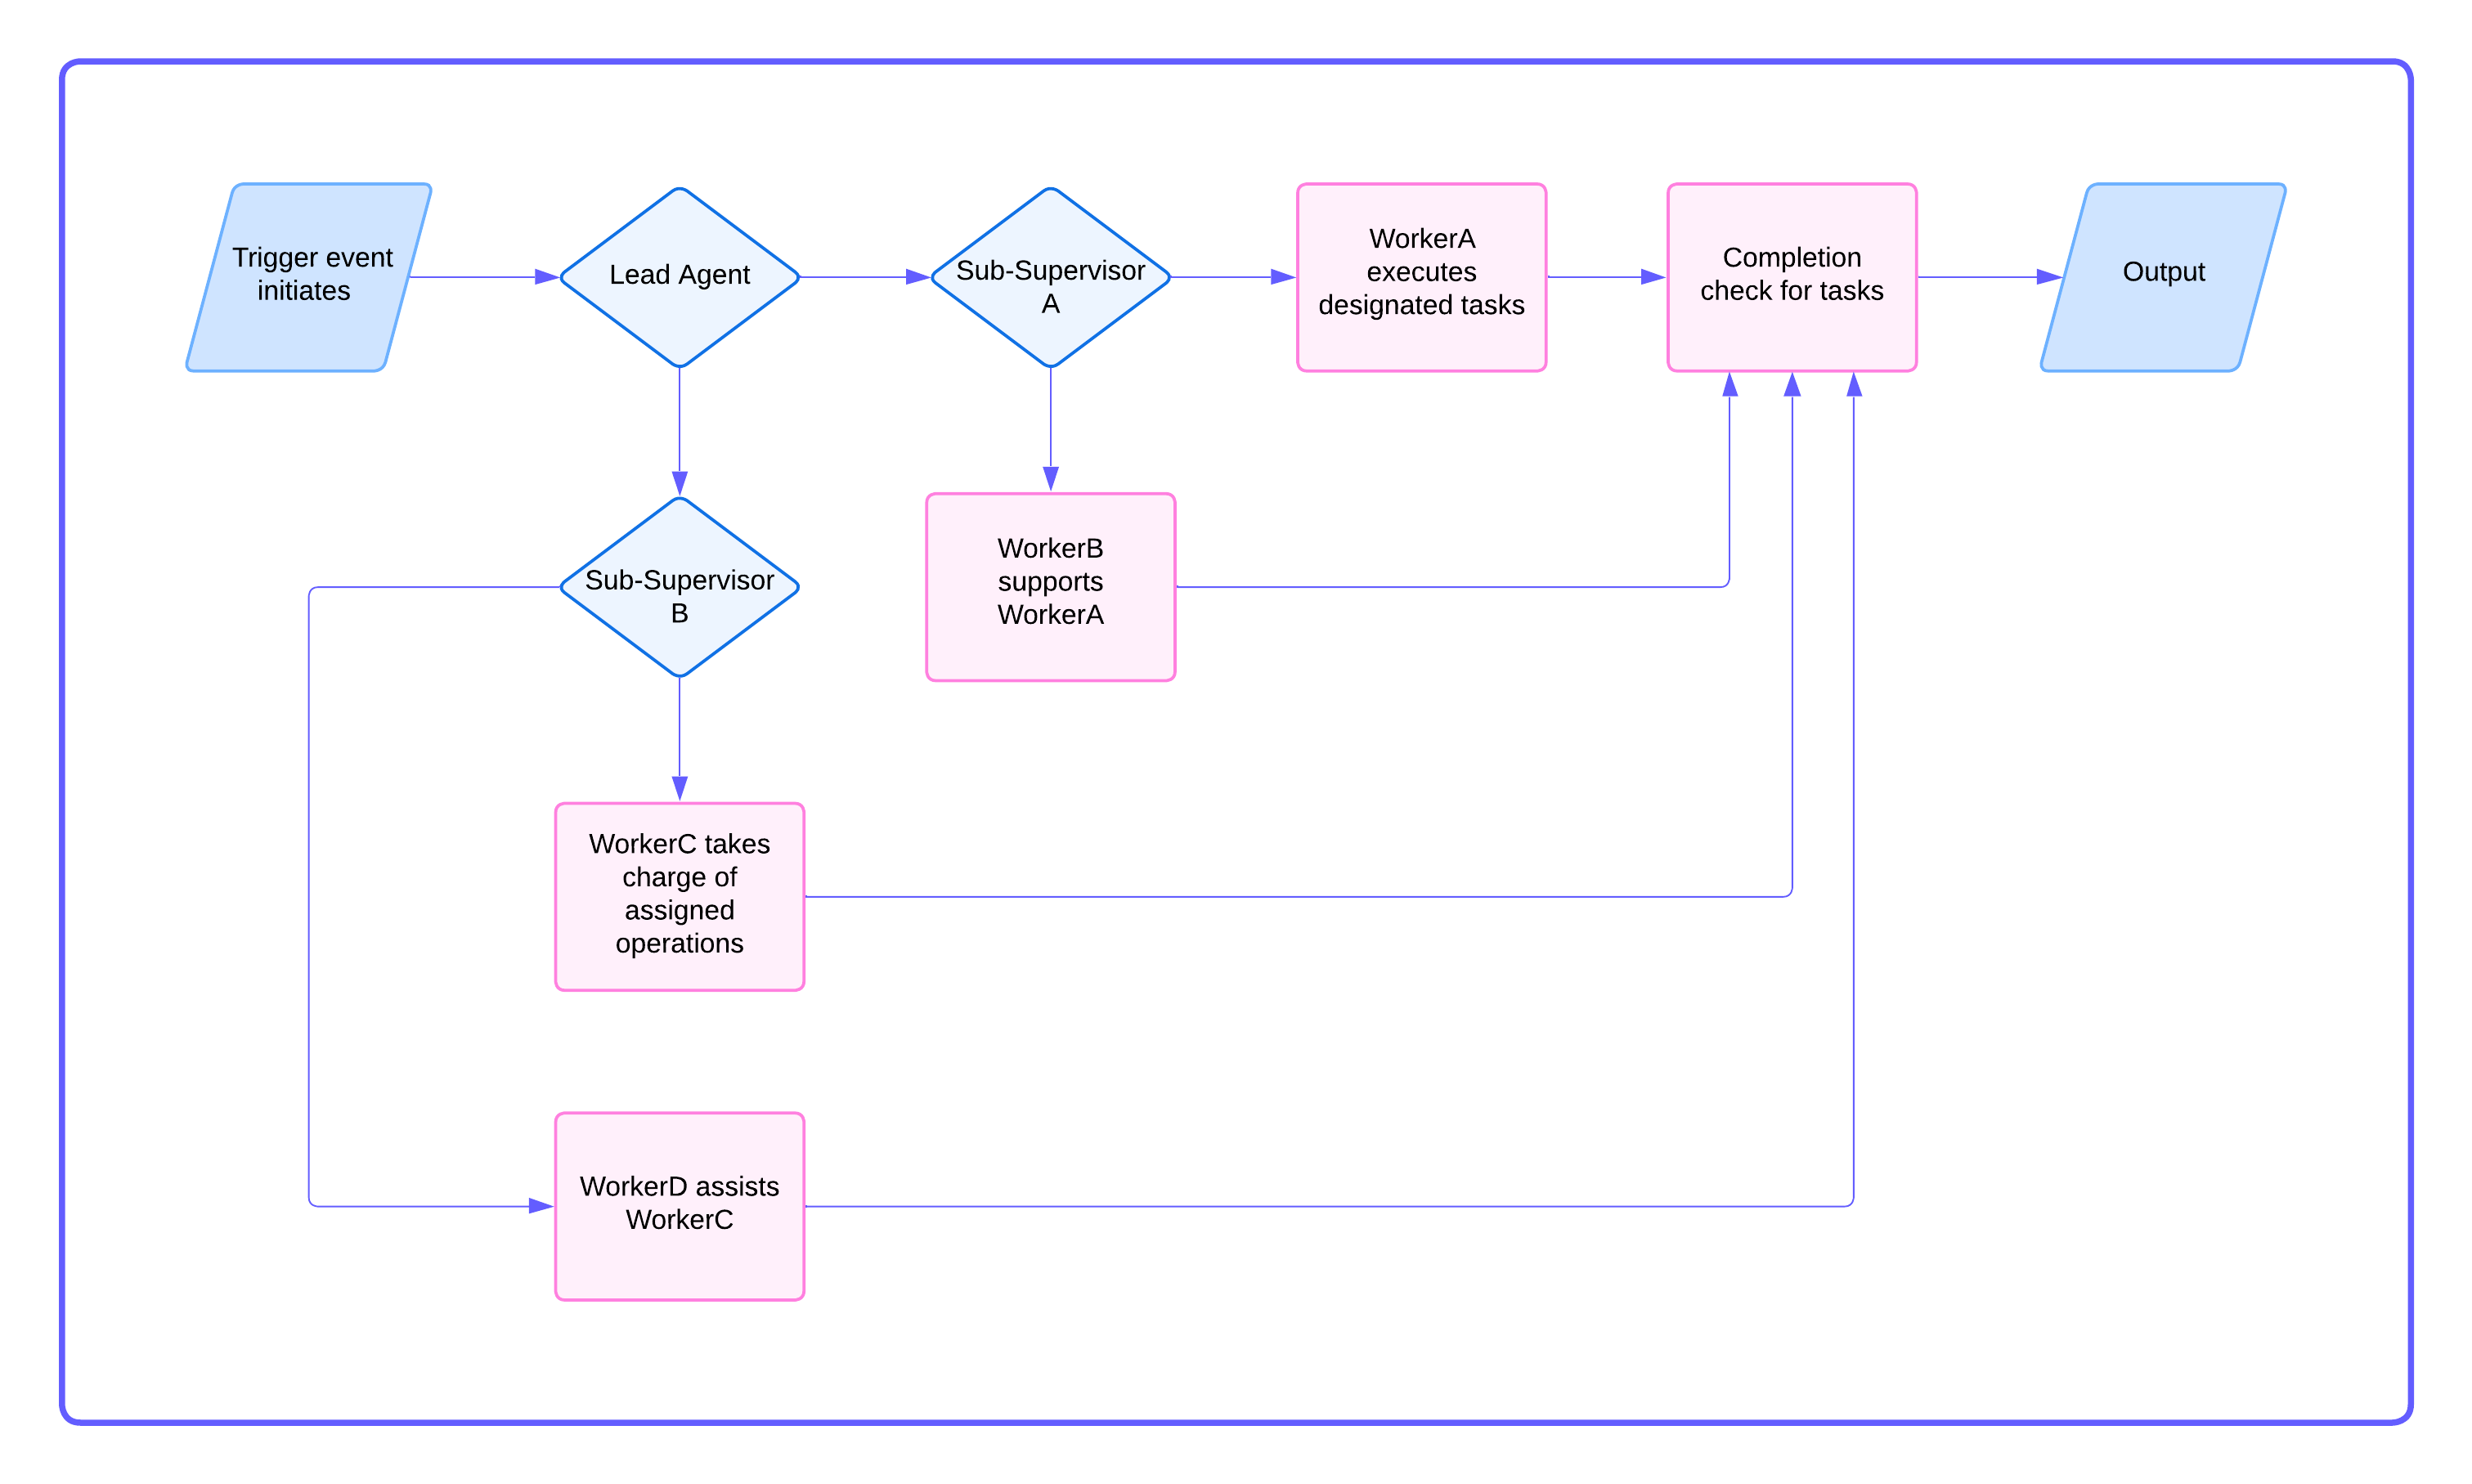 Trigger event
initiates
Lead Agent
Sub-Supervisor
A
WorkerA
executes
designated tasks
Completion
check for tasks
Output
Sub-Supervisor
B
WorkerB
supports
WorkerA
WorkerC takes
charge of
assigned
operations
WorkerD assists
WorkerC